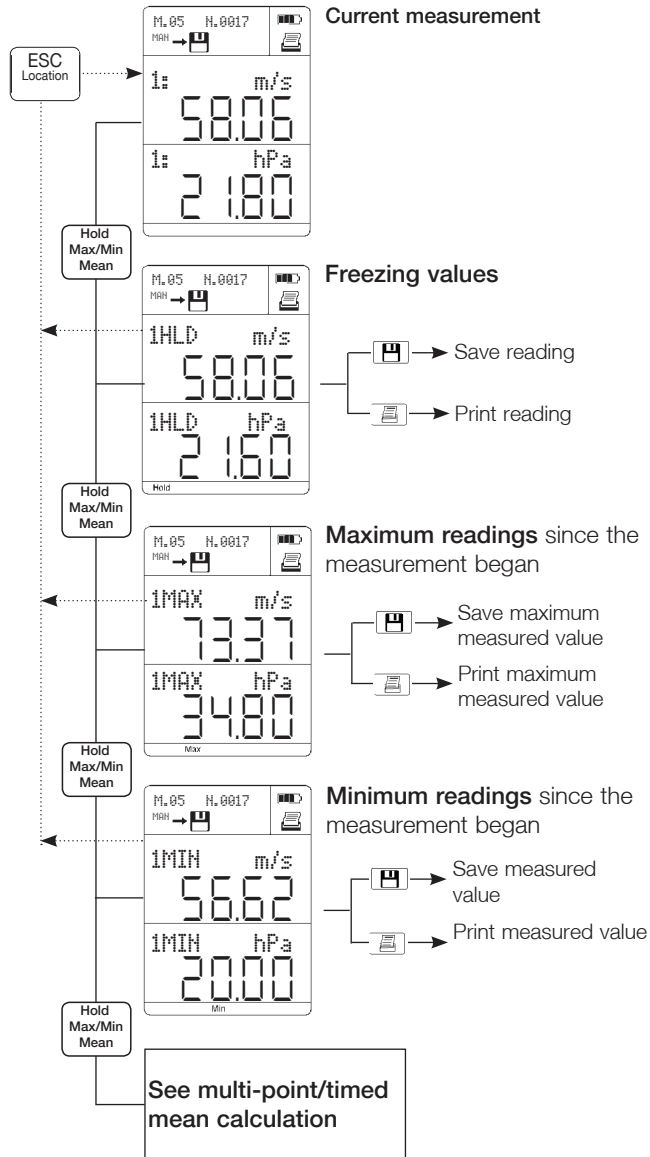 Current measurement
M.05 N.0017
MAN
ESC
Location
1: m/s
58.06
1: hPa
21.80
Hold
Max/Min
Mean
Freezing values
M.05 N.0017
MAN
1HLD m/s
58.06
1HLD hPa
21.60
Hold
Save reading
Print reading
Hold
Max/Min
Mean
Maximum readings since the
measurement began
M.05 N.0017
MAN
1MAX m/s
73.37
1MAX hPa
34.80
Max
Save maximum
measured value
Print maximum
measured value
Hold
Max/Min
Mean
Minimum readings since the
measurement began
M.05 N.0017
MAN
1MIN m/s
56.62
1MIN hPa
20.00
Min
Save measured
value
Print measured value
Hold
Max/Min
Mean
See multi-point/timed
mean calculation